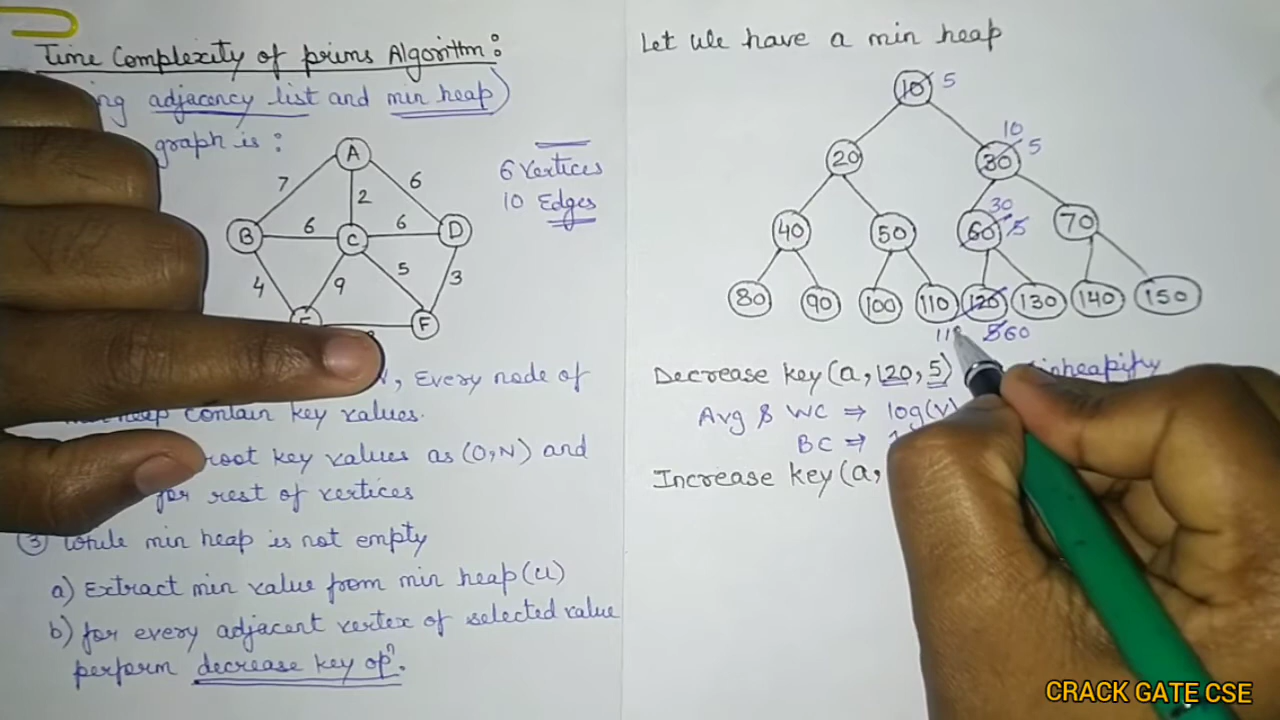 Time Complexity of prims Algorithm:
adjacency list and min heap)
graph is:
6 Vertices
10 Edges
A
7
2
6
B
6
C
6
D
4
9
5
3
F
, Every node of
contain key values.
root key values as (0,N) and
for rest of vertices
3 While min heap is not empty
a) Extract min value from min heap(u)
b) for every adjacent vertex of selected value
perform decrease key opn.
Let We have a min heap
10 5
10
20 30 5
30
40 50 60 5 70
80 90 100 110 120 130 140 150
5 60
Decrease key(a, 120, 5)
Avg & WC ⇒ log(V)
BC ⇒
Increase key(a,
CRACK GATE CSE